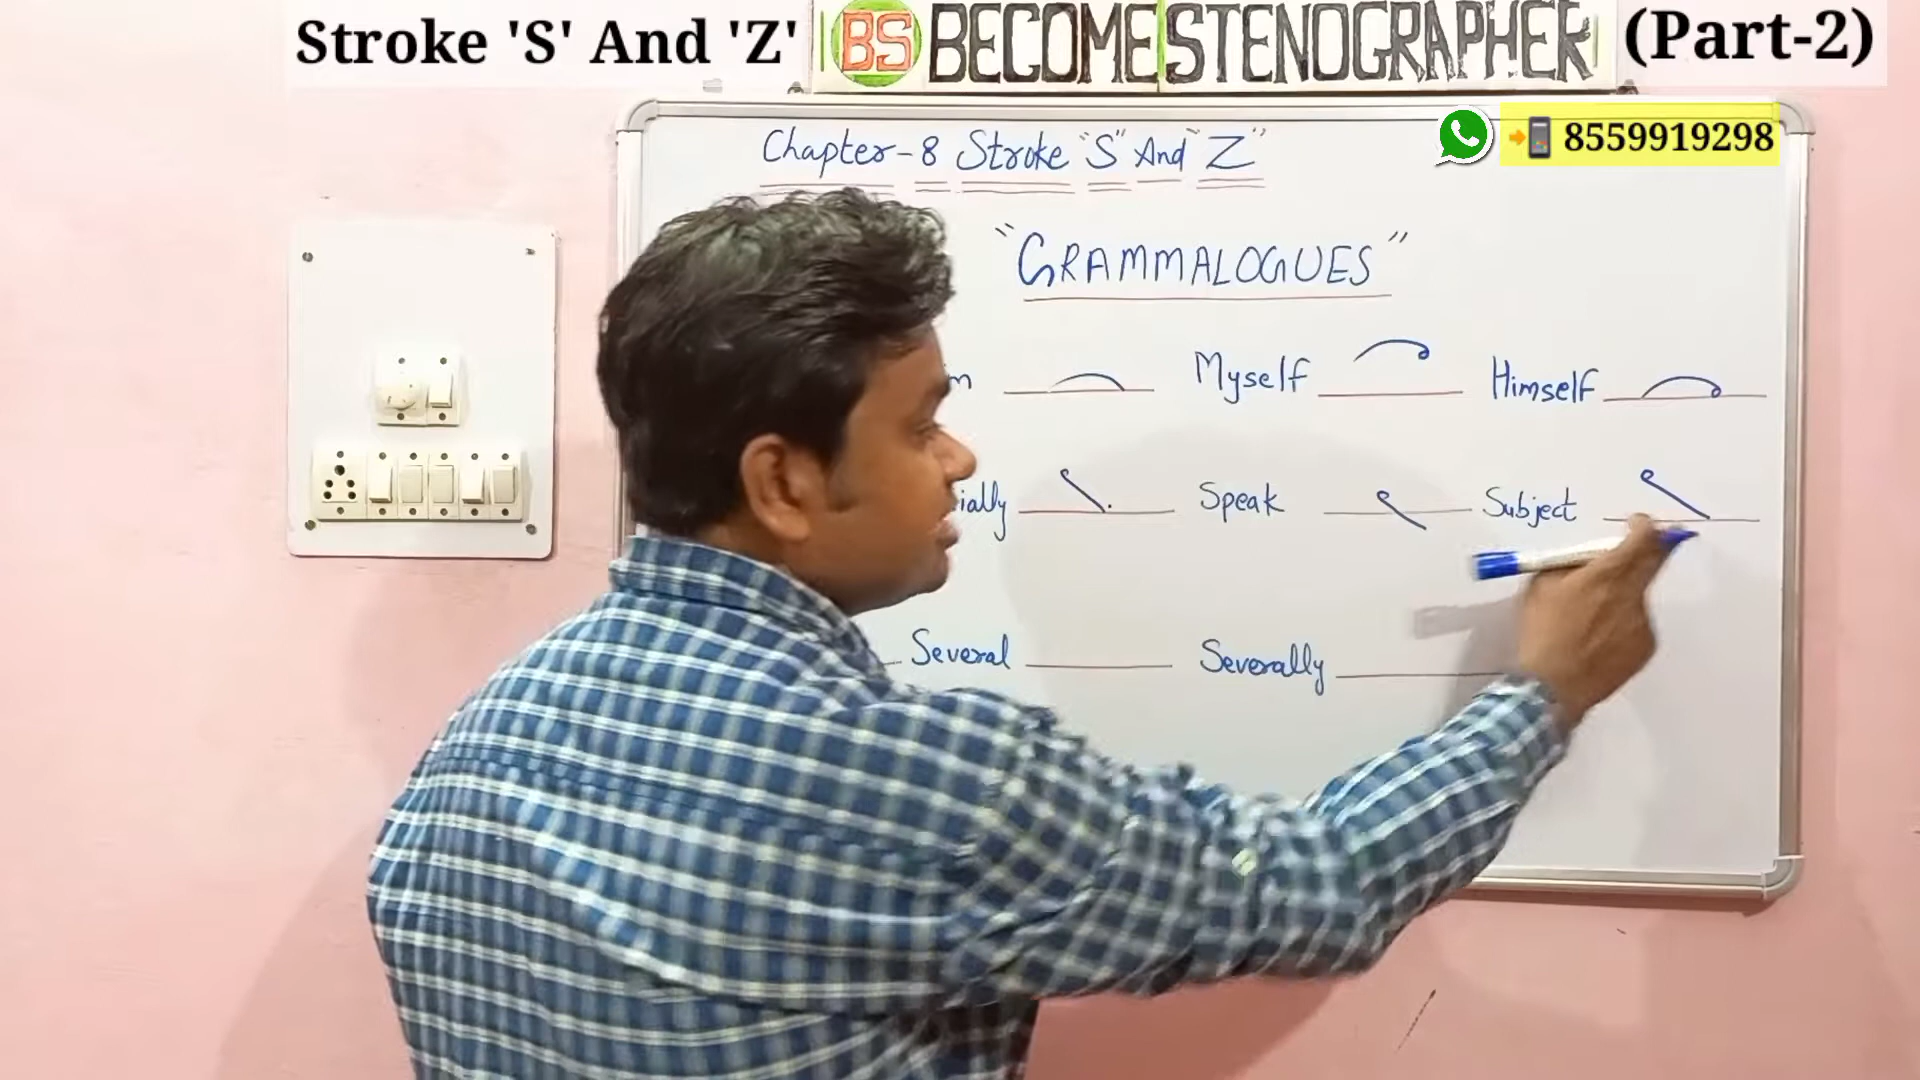 Stroke 'S' And 'Z' BS BECOME STENOGRAPHER (Part-2)
8559919298
Chapter-8 Stroke "S" And "Z"
"GRAMMALOGUES"
Myself Himself
Speak Subject
Several Severally